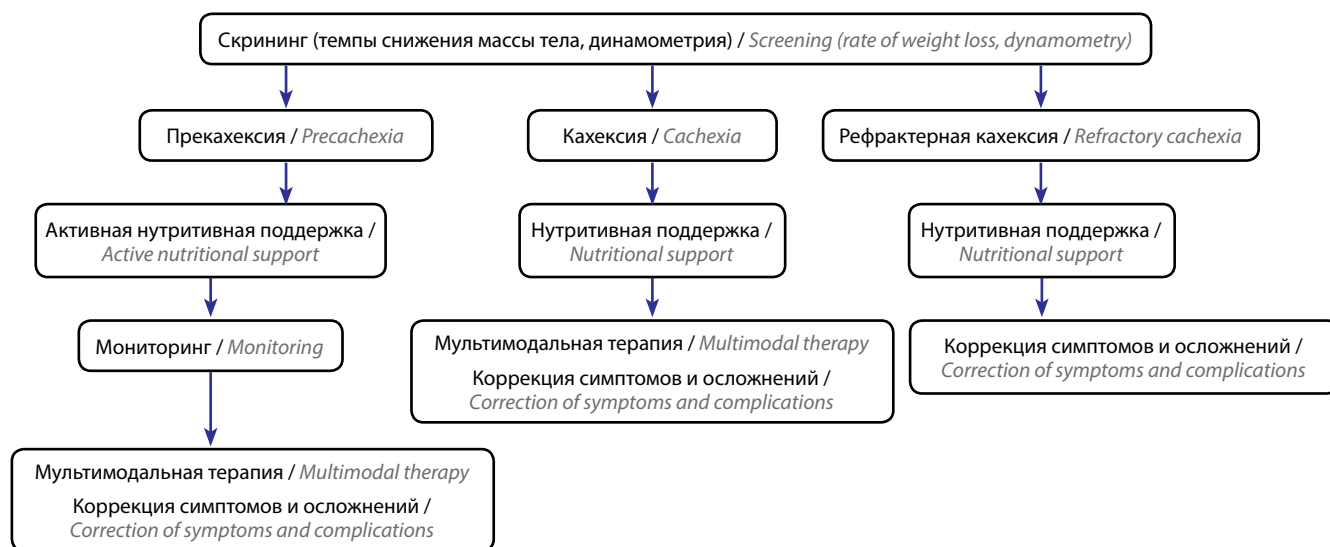 Скрининг (темпы снижения массы тела, динамометрия) / Screening (rate of weight loss, dynamometry)
Прекахексия / Precachexia
Кахексия / Cachexia
Рефрактерная кахексия / Refractory cachexia
Активная нутритивная поддержка /
Active nutritional support
Нутритивная поддержка /
Nutritional support
Нутритивная поддержка /
Nutritional support
Мониторинг / Monitoring
Мультимодальная терапия / Multimodal therapy
Коррекция симптомов и осложнений /
Correction of symptoms and complications
Коррекция симптомов и осложнений /
Correction of symptoms and complications
Мультимодальная терапия / Multimodal therapy
Коррекция симптомов и осложнений /
Correction of symptoms and complications